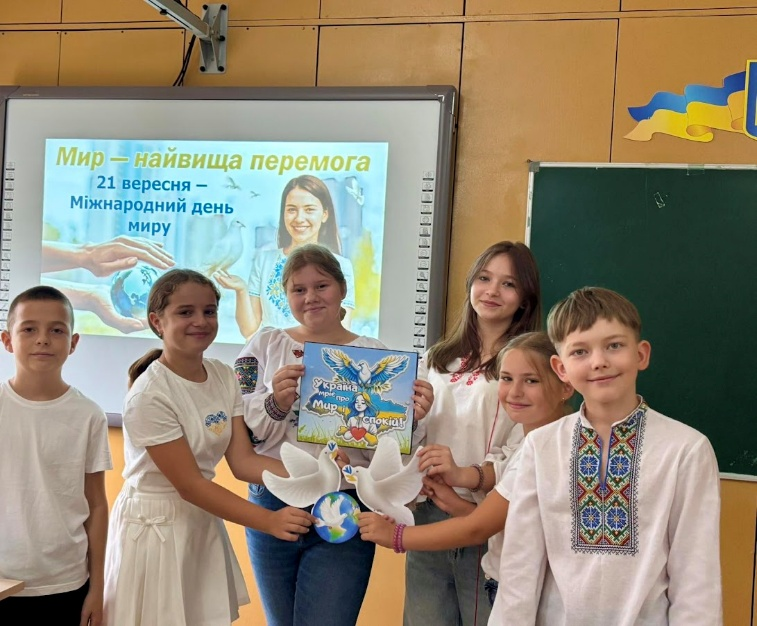 Мир — найвища перемога
21 вересня –
Міжнародний день
миру
Україна
мріє про
Мир і
спокій!